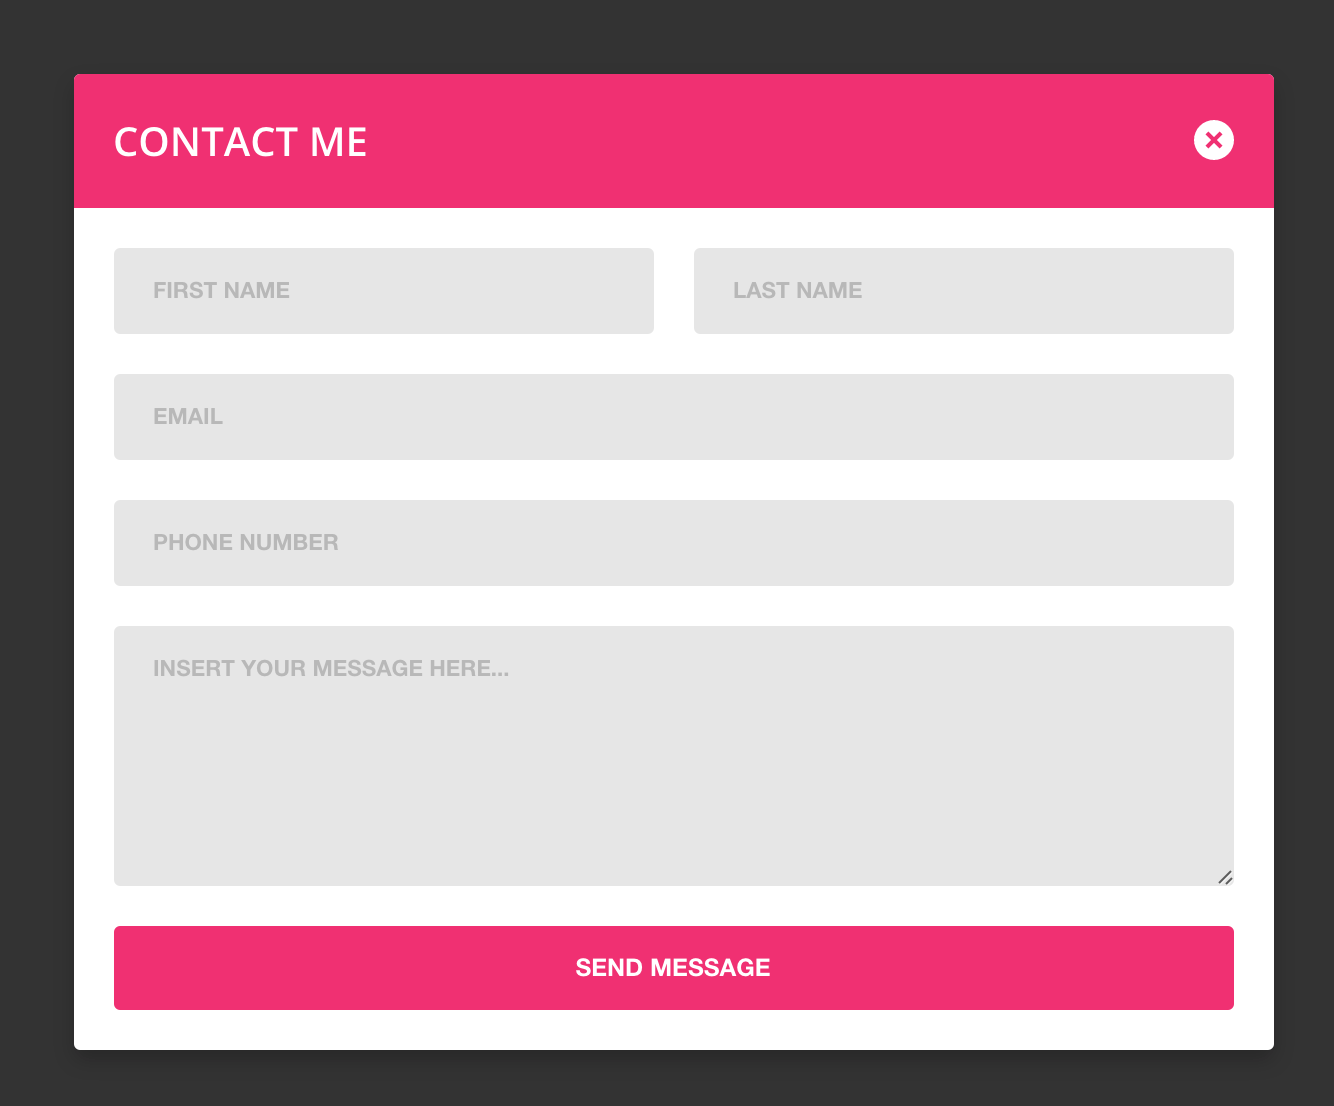 CONTACT ME
FIRST NAME
LAST NAME
EMAIL
PHONE NUMBER
INSERT YOUR MESSAGE HERE...
SEND MESSAGE